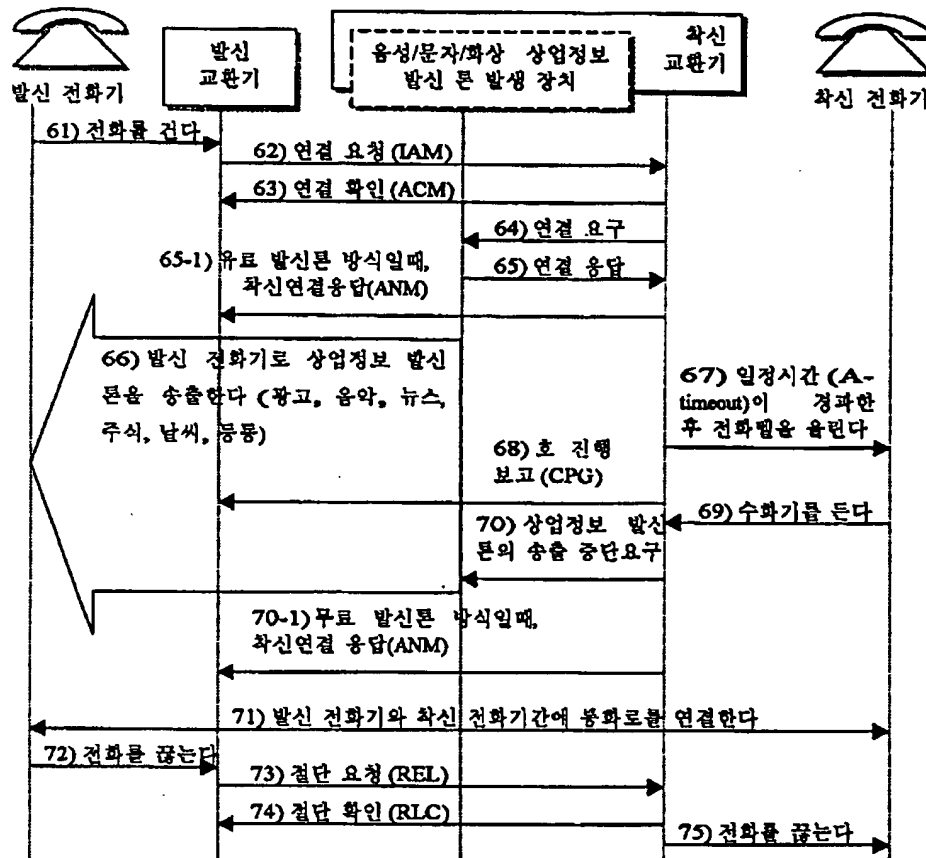 발신
교환기
음성/문자/화상 상업정보
발신 톤 발생 장치
착신
교환기
발신 전화기
착신 전화기
61) 전화를 건다
62) 연결 요청(IAM)
63) 연결 확인(ACM)
64) 연결 요구
65-1) 유료 발신톤 방식일때,
착신연결응답(ANM)
65) 연결 응답
66) 발신 전화기로 상업정보 발신
톤을 송출한다 (광고, 음악, 뉴스,
주식, 날씨, 등등)
67) 일정시간 (A-
timeout)이 경과한
후 전화벨을 울린다
68) 호 진행
보고(CPG)
69) 수화기를 든다
70) 상업정보 발신
톤의 송출 중단요구
70-1) 무료 발신톤 방식일때,
착신연결 응답(ANM)
71) 발신 전화기와 착신 전화기간에 통화로를 연결한다
72) 전화를 끊는다
73) 절단 요청(REL)
74) 절단 확인(RLC)
75) 전화를 끊는다